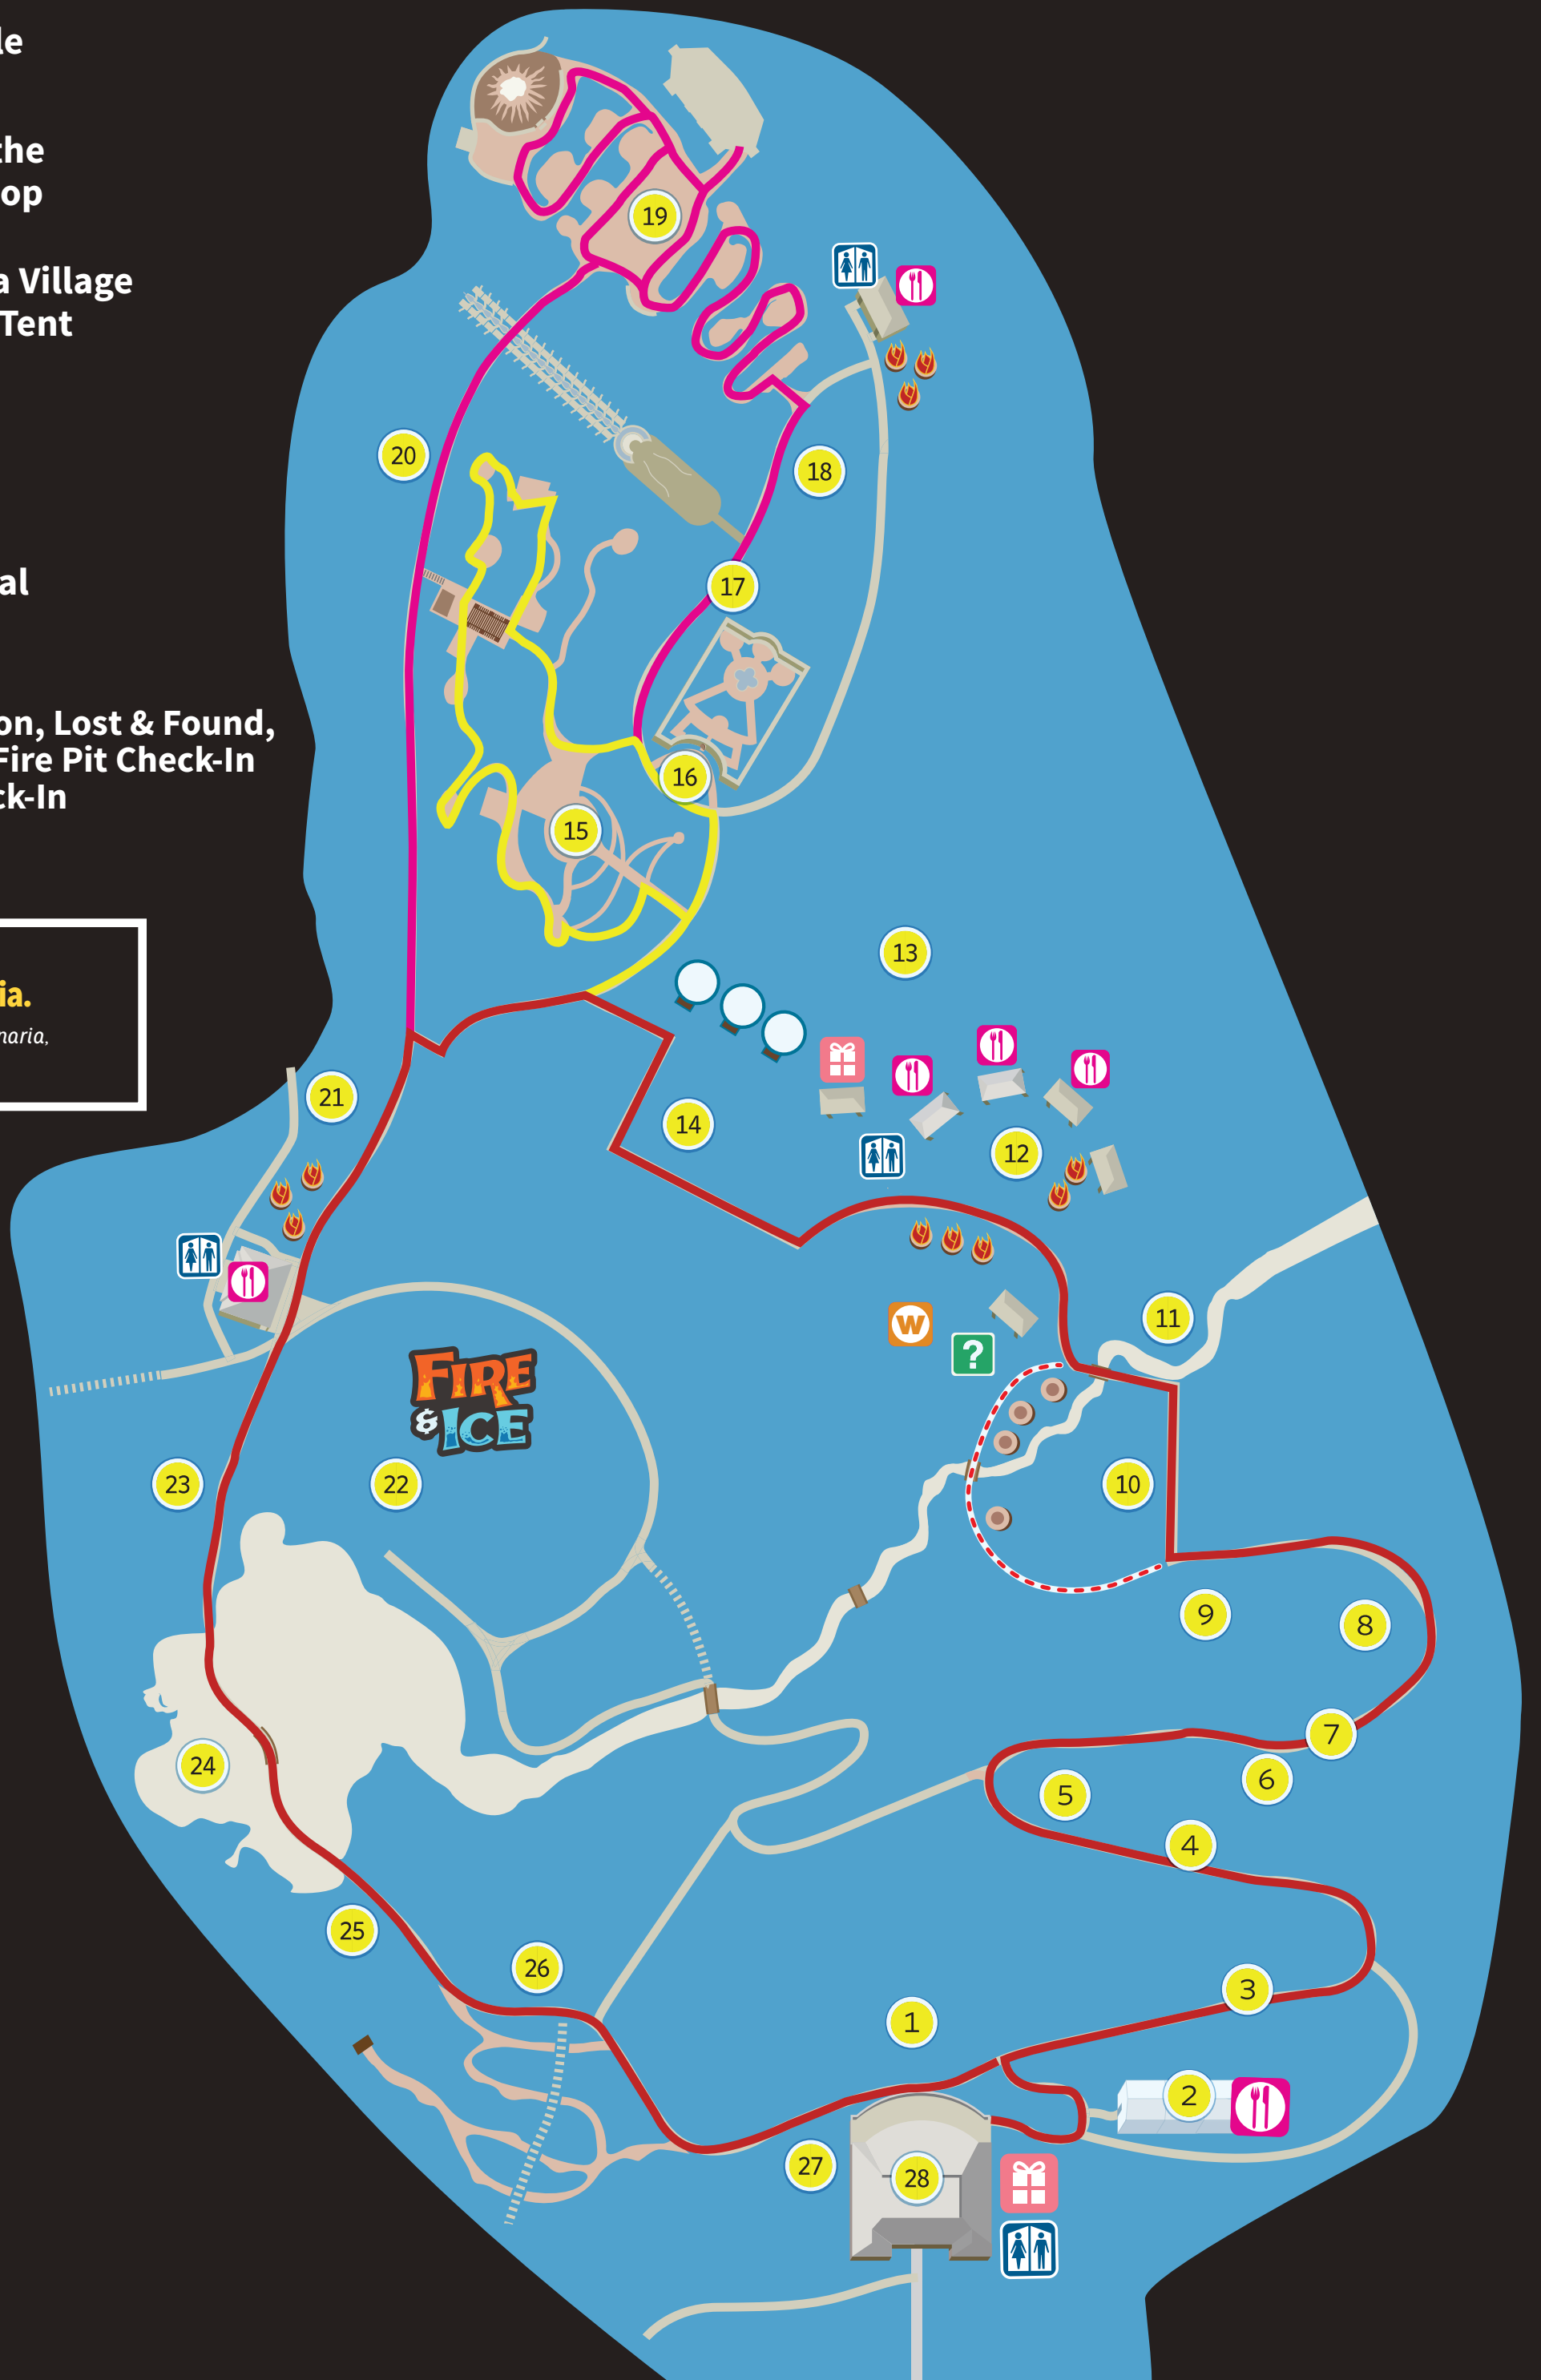 le
the
op
a Village
Tent
al
on, Lost & Found,
Fire Pit Check-In
ck-In
ia.
naria,
19
20
18
17
16
15
13
14
12
21
11
W
?
FIRE
& ICE
23
22
10
9
8
7
6
5
4
24
25
26
3
1
2
27
28